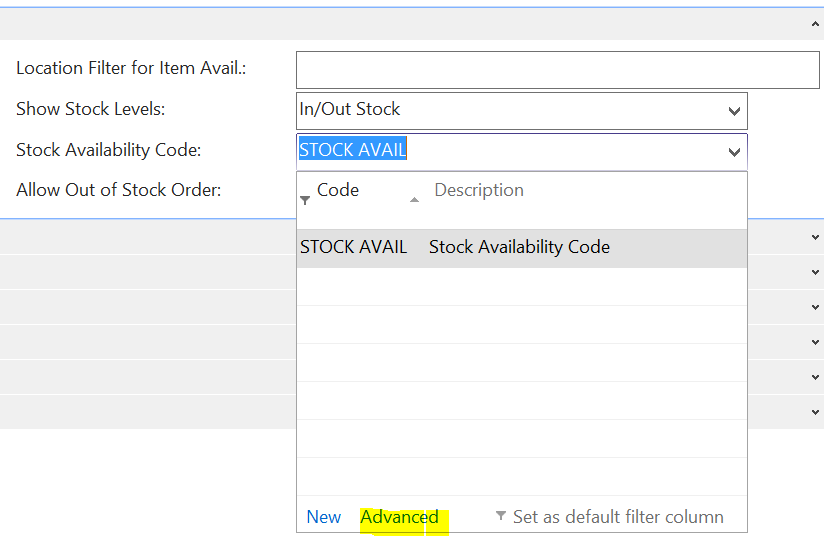 Location Filter for Item Avail.:
Show Stock Levels: In/Out Stock
Stock Availability Code: STOCK AVAIL
Allow Out of Stock Order:
Code Description
STOCK AVAIL Stock Availability Code
New Advanced Set as default filter column